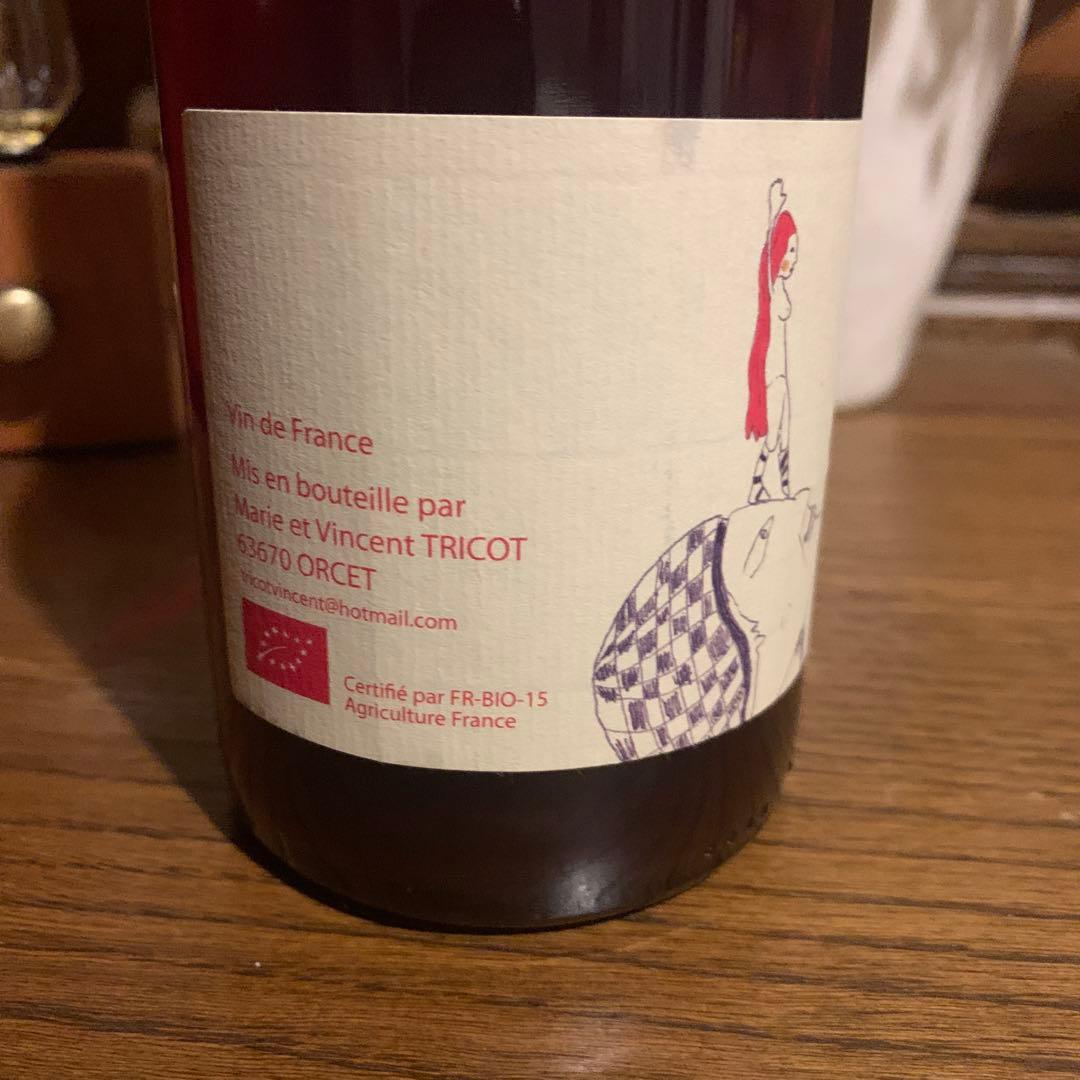 Vin de France
Mis en bouteille par
Marie et Vincent TRICOT
63670 ORCET
tricotvincent@hotmail.com
Certifié par FR-BIO-15
Agriculture France